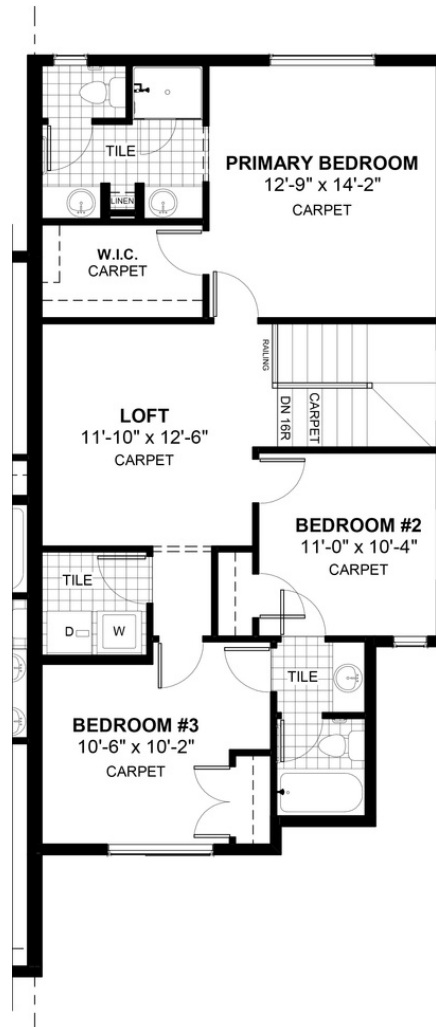 TILE
LINEN
PRIMARY BEDROOM
12'-9" x 14'-2"
CARPET
W.I.C.
CARPET
RAILING
DN 16R
CARPET
LOFT
11'-10" x 12'-6"
CARPET
BEDROOM #2
11'-0" x 10'-4"
CARPET
TILE
D
W
TILE
BEDROOM #3
10'-6" x 10'-2"
CARPET